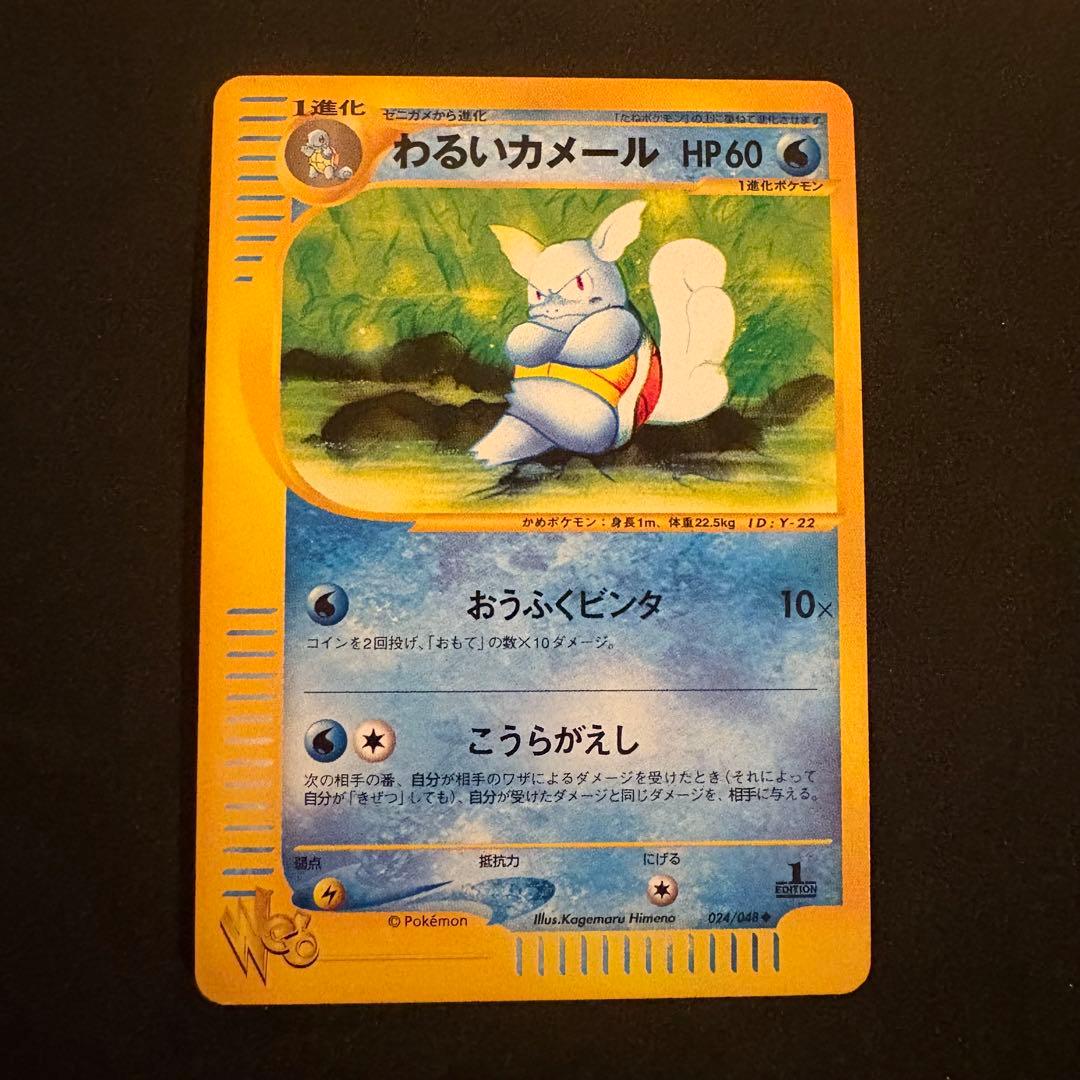 1進化
ゼニガメから進化
「たねポケモン」の上に重ねて進化させます
わるいカメール HP60
1進化ポケモン
かめポケモン：身長1m、体重22.5kg ID：Y-22
おうふくビンタ 10×
コインを2回投げ、「おもて」の数×10ダメージ。
こうらがえし
次の相手の番、自分が相手のワザによるダメージを受けたとき（それによって
自分が「きぜつ」しても）、自分が受けたダメージと同じダメージを、相手に与える。
弱点 抵抗力 にげる
1
EDITION
© Pokémon Illus.Kagemaru Himeno 024/048◆
Web